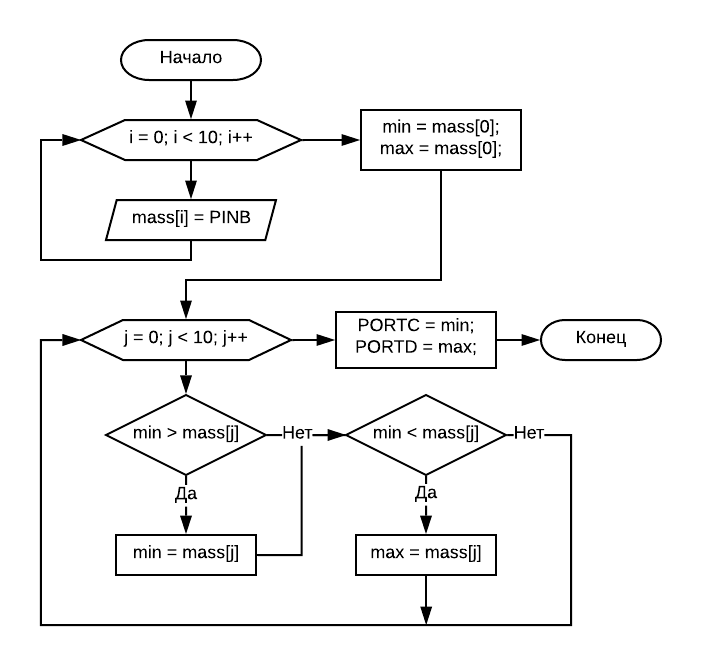 Начало
i = 0; i < 10; i++
min = mass[0];
max = mass[0];
mass[i] = PINB
j = 0; j < 10; j++
PORTC = min;
PORTD = max;
Конец
min > mass[j]
Нет
min < mass[j]
Нет
Да
Да
min = mass[j]
max = mass[j]